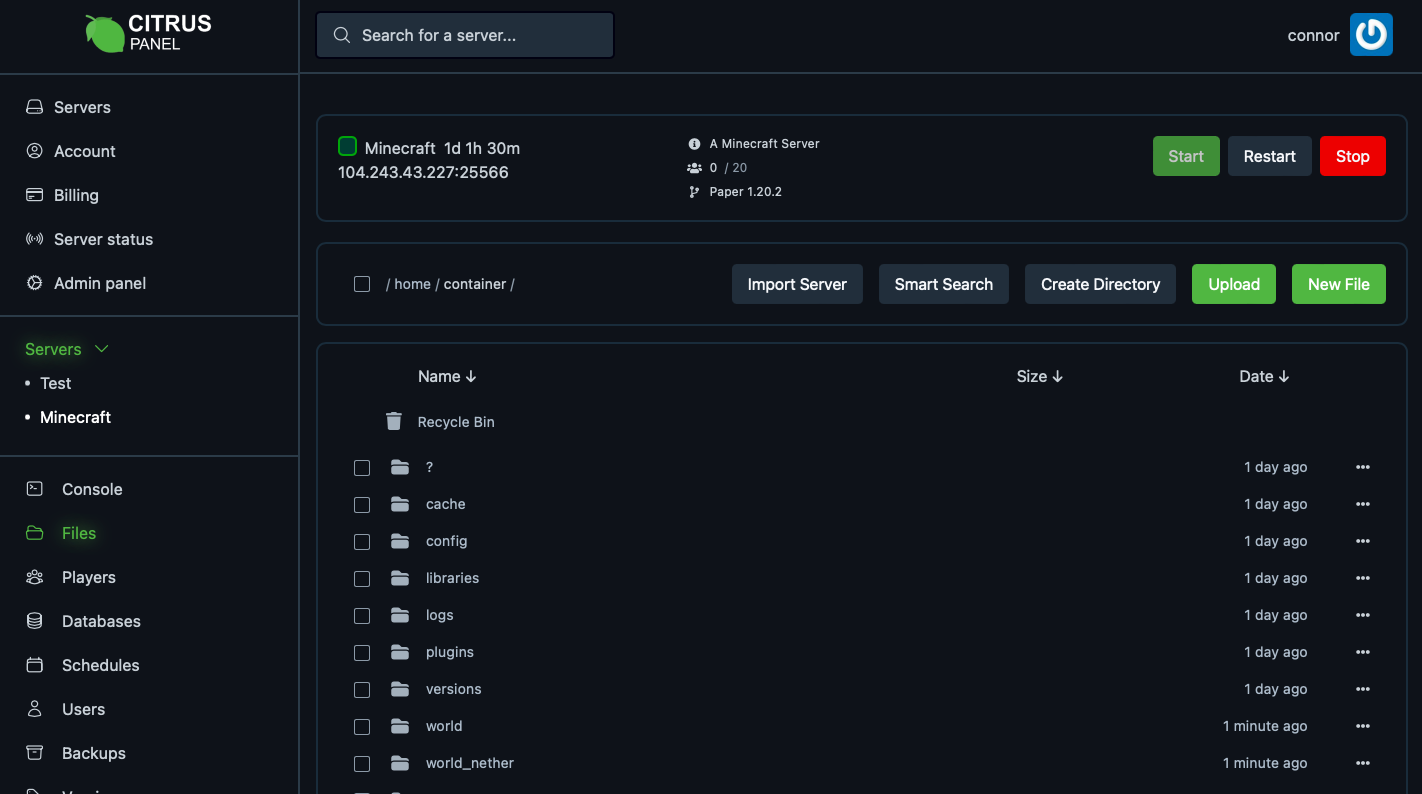 CITRUS
PANEL
Search for a server...
connor
Servers
Account
Billing
Server status
Admin panel
Servers
• Test
• Minecraft
Console
Files
Players
Databases
Schedules
Users
Backups
Minecraft 1d 1h 30m
104.243.43.227:25566
A Minecraft Server
0 / 20
Paper 1.20.2
Start Restart Stop
/ home / container /
Import Server Smart Search Create Directory Upload New File
Name ↓ Size ↓ Date ↓
Recycle Bin
? 1 day ago •••
cache 1 day ago •••
config 1 day ago •••
libraries 1 day ago •••
logs 1 day ago •••
plugins 1 day ago •••
versions 1 day ago •••
world 1 minute ago •••
world_nether 1 minute ago •••